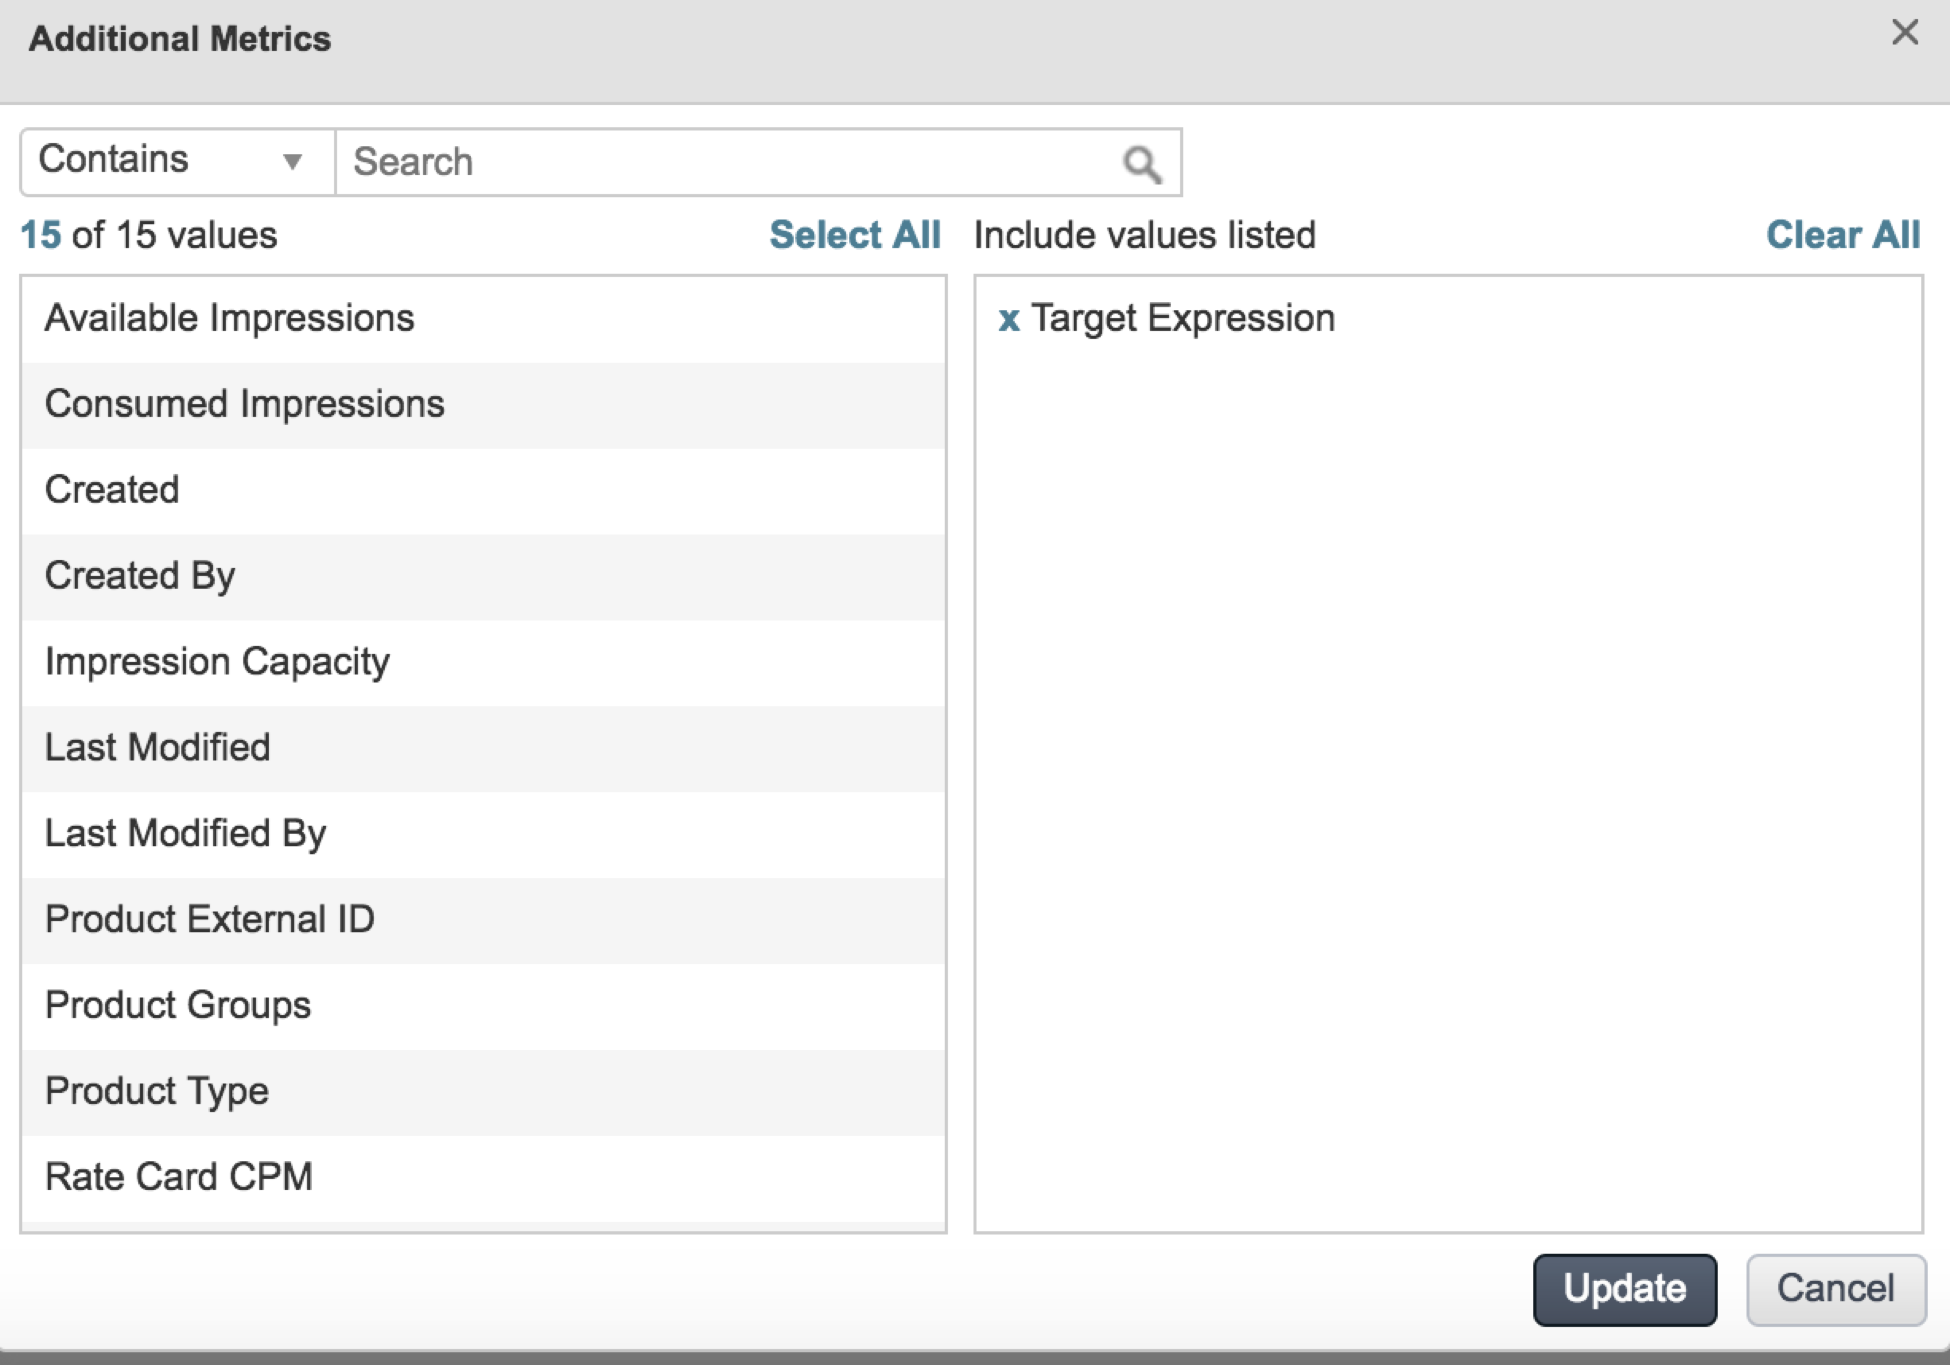 Additional Metrics
Contains
Search
15 of 15 values
Select All
Include values listed
Clear All
Available Impressions
Consumed Impressions
Created
Created By
Impression Capacity
Last Modified
Last Modified By
Product External ID
Product Groups
Product Type
Rate Card CPM
x Target Expression
Update
Cancel